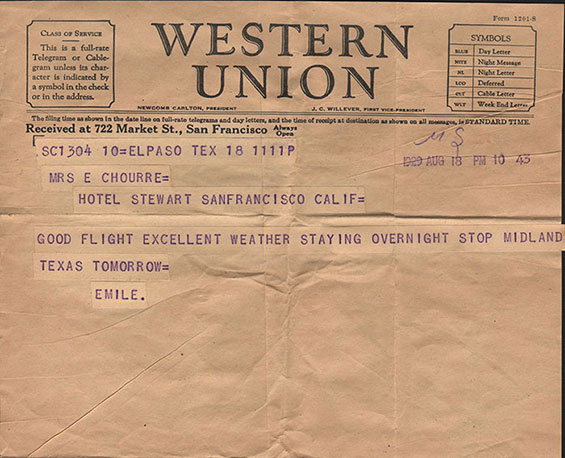 Form 1201-S
CLASS OF SERVICE
This is a full-rate
Telegram or Cable-
gram unless its char-
acter is indicated by
a symbol in the check
or in the address.
WESTERN
UNION
NEWCOMB CARLTON, PRESIDENT
J. C. WILLEVER, FIRST VICE-PRESIDENT
SYMBOLS
BLUE Day Letter
NITE Night Message
NL Night Letter
LCO Deferred
CLT Cable Letter
WLT Week End Letter
The filing time as shown in the date line on full-rate telegrams and day letters, and the time of receipt at destination as shown on all messages, is STANDARD TIME.
Received at 722 Market St., San Francisco Always Open
M S
SC1304 10=ELPASO TEX 18 1111P
1929 AUG 18 PM 10 43
MRS E CHOURRE=
HOTEL STEWART SANFRANCISCO CALIF=
GOOD FLIGHT EXCELLENT WEATHER STAYING OVERNIGHT STOP MIDLAND
TEXAS TOMORROW=
EMILE.